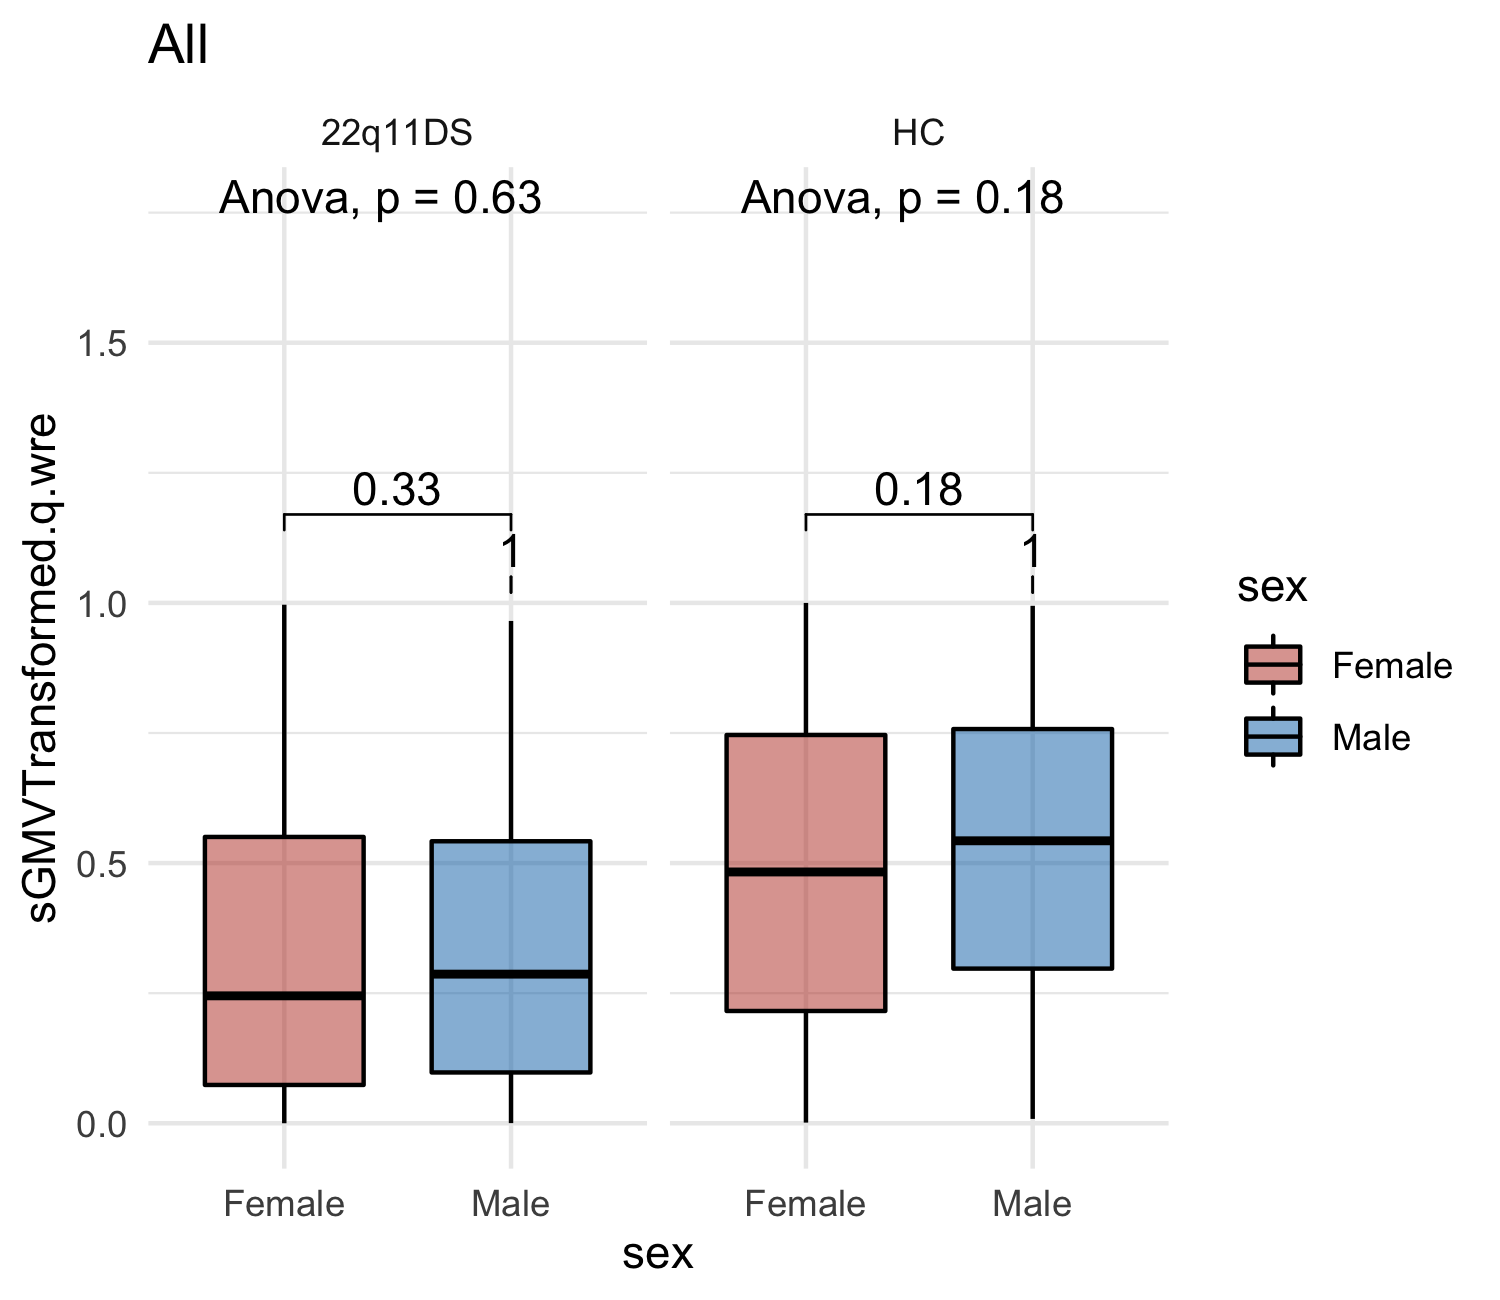 All
22q11DS HC
Anova, p = 0.63 Anova, p = 0.18
1.5
0.33 0.18
1 1
1.0
0.5
0.0
sGMVTransformed.q.wre
Female Male Female Male
sex
sex
Female
Male